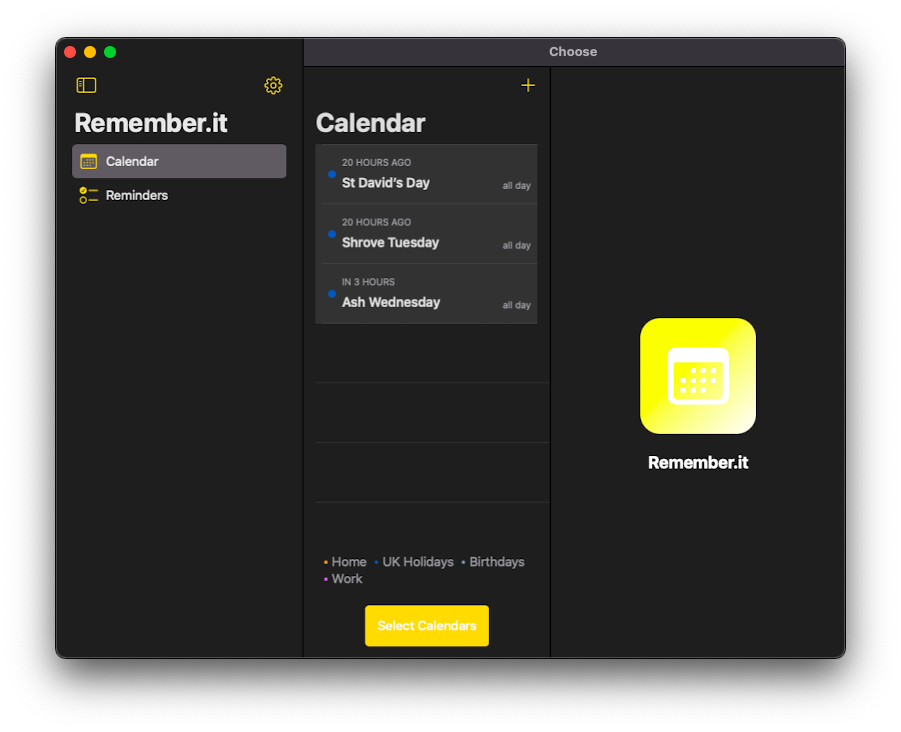 Choose
Remember.it
Calendar
Reminders
Calendar
20 HOURS AGO
St David's Day
all day
20 HOURS AGO
Shrove Tuesday
all day
IN 3 HOURS
Ash Wednesday
all day
Home UK Holidays Birthdays
Work
Select Calendars
Remember.it